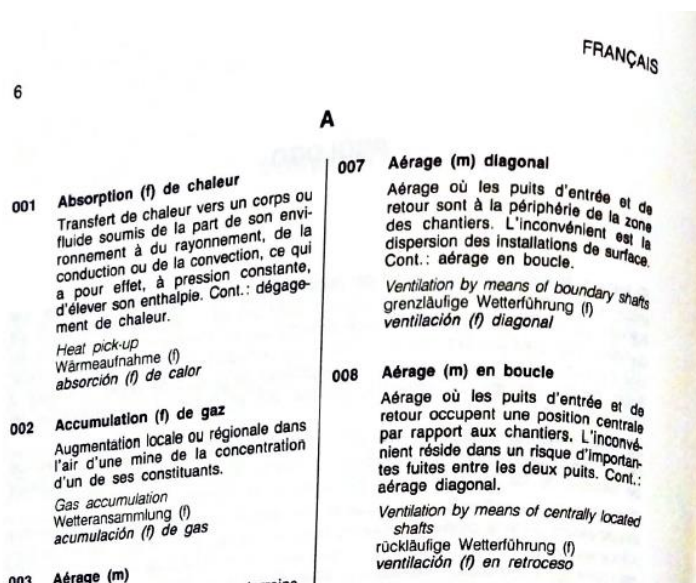 FRANÇAIS
6
A
001 Absorption (f) de chaleur
Transfert de chaleur vers un corps ou
fluide soumis de la part de son envi-
ronnement à du rayonnement, de la
conduction ou de la convection, ce qui
a pour effet, à pression constante,
d'élever son enthalpie. Cont.: dégage-
ment de chaleur.
Heat pick-up
Wärmeaufnahme (f)
absorción (f) de calor
002 Accumulation (f) de gaz
Augmentation locale ou régionale dans
l'air d'une mine de la concentration
d'un de ses constituants.
Gas accumulation
Wetteransammlung (f)
acumulación (f) de gas
003 Aérage (m)
007 Aérage (m) diagonal
Aérage où les puits d'entrée et de
retour sont à la périphérie de la zone
des chantiers. L'inconvénient est la
dispersion des installations de surface.
Cont.: aérage en boucle.
Ventilation by means of boundary shafts
grenzläufige Wetterführung (f)
ventilación (f) diagonal
008 Aérage (m) en boucle
Aérage où les puits d'entrée et de
retour occupent une position centrale
par rapport aux chantiers. L'inconvé-
nient réside dans un risque d'importan-
tes fuites entre les deux puits. Cont.:
aérage diagonal.
Ventilation by means of centrally located
shafts
rückläufige Wetterführung (f)
ventilación (f) en retroceso